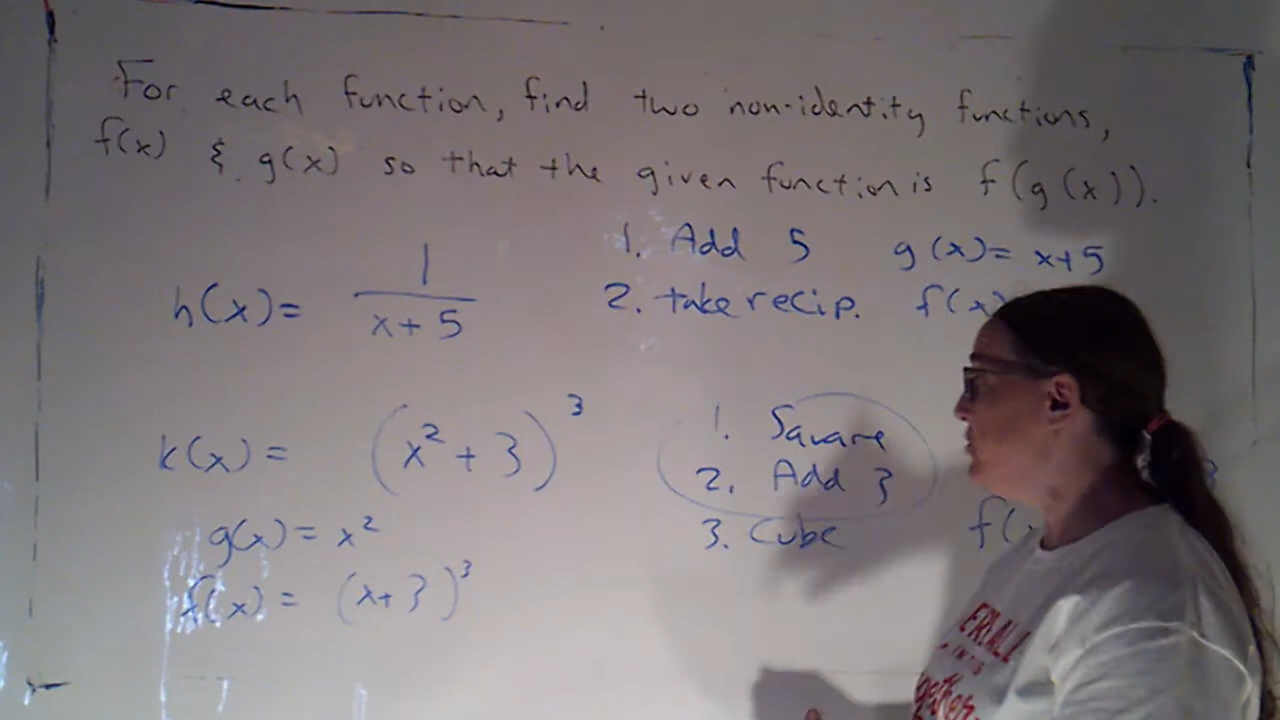 For each function, find two non-identity functions,
f(x) & g(x) so that the given function is f(g(x)).
h(x) = 1/(x+5)
1. Add 5 g(x) = x+5
2. take recip. f(x)
k(x) = (x² + 3)³
1. Square
2. Add 3
3. Cube f(
g(x) = x²
f(x) = (x+3)³